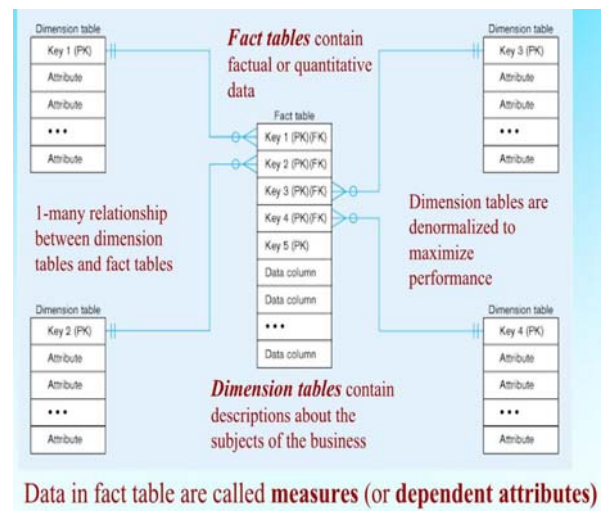 Dimension table
Key 1 (PK)
Attribute
Attribute
•••
Attribute
Fact tables contain
factual or quantitative
data
Dimension table
Key 3 (PK)
Attribute
Attribute
•••
Attribute
Fact table
Key 1 (PK)(FK)
Key 2 (PK)(FK)
Key 3 (PK)(FK)
Key 4 (PK)(FK)
Key 5 (PK)
Data column
Data column
•••
Data column
1-many relationship
between dimension
tables and fact tables
Dimension tables are
denormalized to
maximize
performance
Dimension table
Key 2 (PK)
Attribute
Attribute
•••
Attribute
Dimension table
Key 4 (PK)
Attribute
Attribute
•••
Attribute
Dimension tables contain
descriptions about the
subjects of the business
Data in fact table are called measures (or dependent attributes)